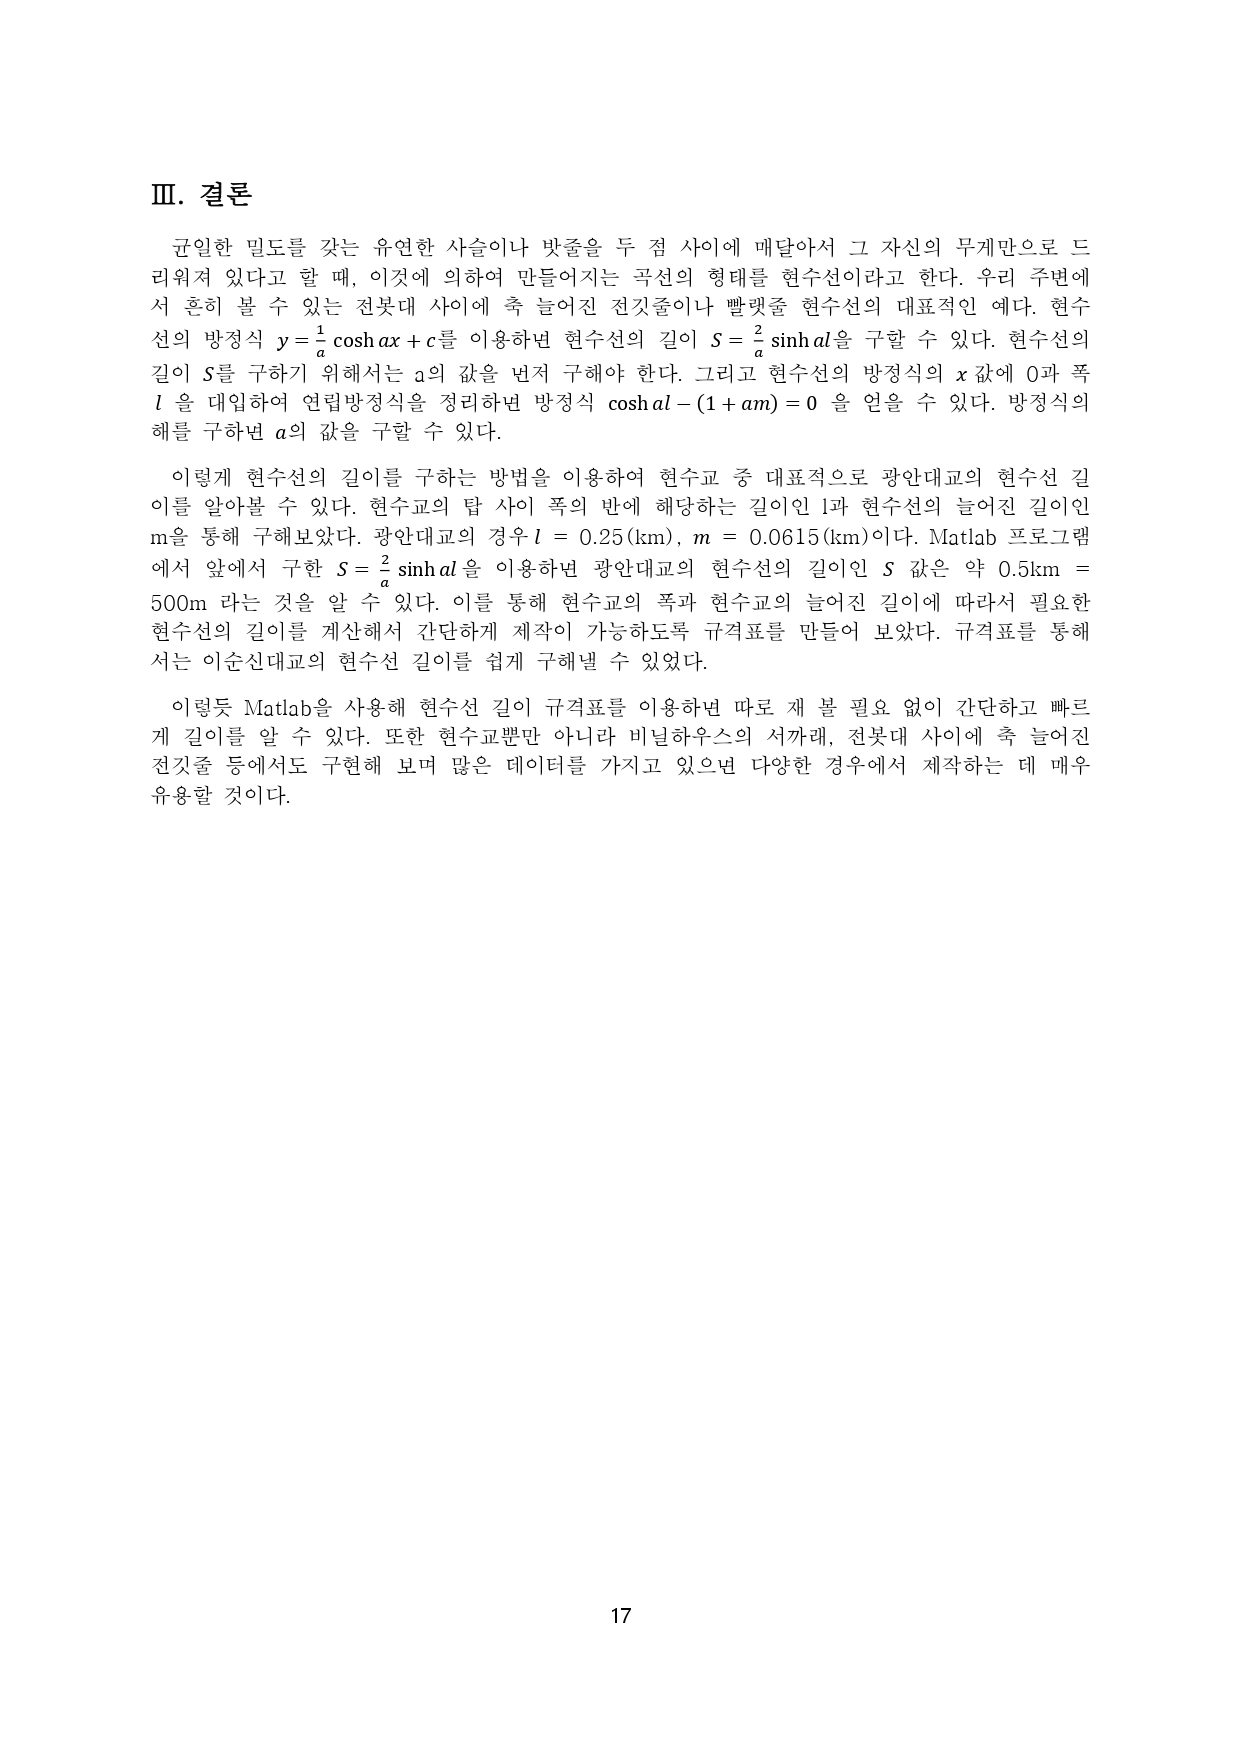 Ⅲ. 결론
균일한 밀도를 갖는 유연한 사슬이나 밧줄을 두 점 사이에 매달아서 그 자신의 무게만으로 드
리워져 있다고 할 때, 이것에 의하여 만들어지는 곡선의 형태를 현수선이라고 한다. 우리 주변에
서 흔히 볼 수 있는 전봇대 사이에 축 늘어진 전깃줄이나 빨랫줄 현수선의 대표적인 예다. 현수
선의 방정식 y = 1/a cosh ax + c를 이용하면 현수선의 길이 S = 2/a sinh al을 구할 수 있다. 현수선의
길이 S를 구하기 위해서는 a의 값을 먼저 구해야 한다. 그리고 현수선의 방정식의 x 값에 0과 폭
l 을 대입하여 연립방정식을 정리하면 방정식 cosh al − (1 + am) = 0 을 얻을 수 있다. 방정식의
해를 구하면 a의 값을 구할 수 있다.
이렇게 현수선의 길이를 구하는 방법을 이용하여 현수교 중 대표적으로 광안대교의 현수선 길
이를 알아볼 수 있다. 현수교의 탑 사이 폭의 반에 해당하는 길이인 l과 현수선의 늘어진 길이인
m을 통해 구해보았다. 광안대교의 경우 l = 0.25(km), m = 0.0615(km)이다. Matlab 프로그램
에서 앞에서 구한 S = 2/a sinh al 을 이용하면 광안대교의 현수선의 길이인 S 값은 약 0.5km =
500m 라는 것을 알 수 있다. 이를 통해 현수교의 폭과 현수교의 늘어진 길이에 따라서 필요한
현수선의 길이를 계산해서 간단하게 제작이 가능하도록 규격표를 만들어 보았다. 규격표를 통해
서는 이순신대교의 현수선 길이를 쉽게 구해낼 수 있었다.
이렇듯 Matlab을 사용해 현수선 길이 규격표를 이용하면 따로 재 볼 필요 없이 간단하고 빠르
게 길이를 알 수 있다. 또한 현수교뿐만 아니라 비닐하우스의 서까래, 전봇대 사이에 축 늘어진
전깃줄 등에서도 구현해 보며 많은 데이터를 가지고 있으면 다양한 경우에서 제작하는 데 매우
유용할 것이다.
17